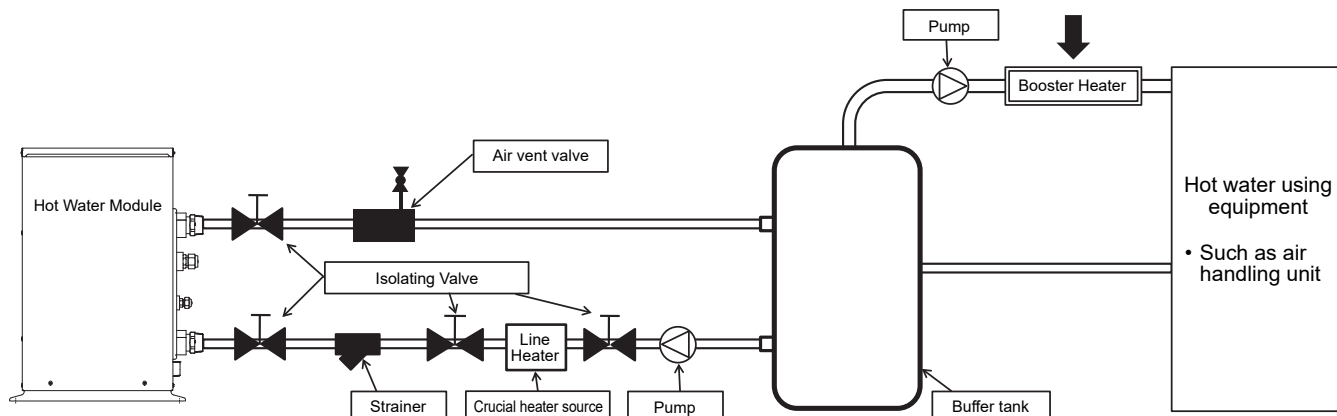 Pump
Booster Heater
Air vent valve
Hot Water Module
Hot water using
equipment
• Such as air
handling unit
Isolating Valve
Line
Heater
Strainer
Crucial heater source
Pump
Buffer tank